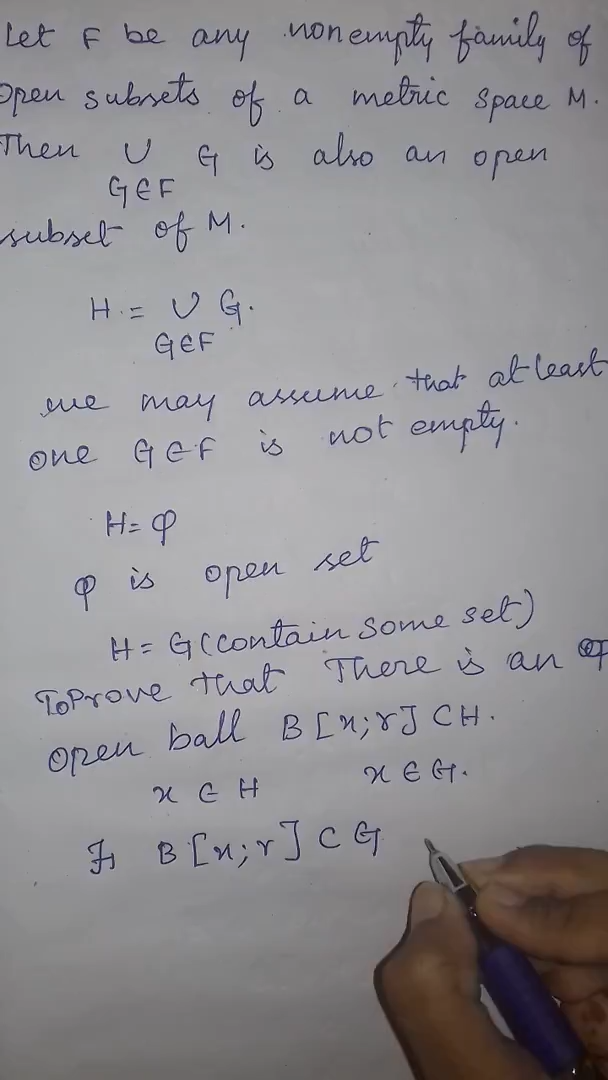 Let F be any nonempty family of
open subsets of a metric space M.
Then ∪ G is also an open
G∈F
subset of M.
H = ∪ G.
G∈F
we may assume that at least
one G∈F is not empty.
H = φ
φ is open set
H = G (contain some set)
To Prove that There is an
open ball B[x;r] ⊂ H.
x ∈ H x ∈ G.
∃ B[x;r] ⊂ G